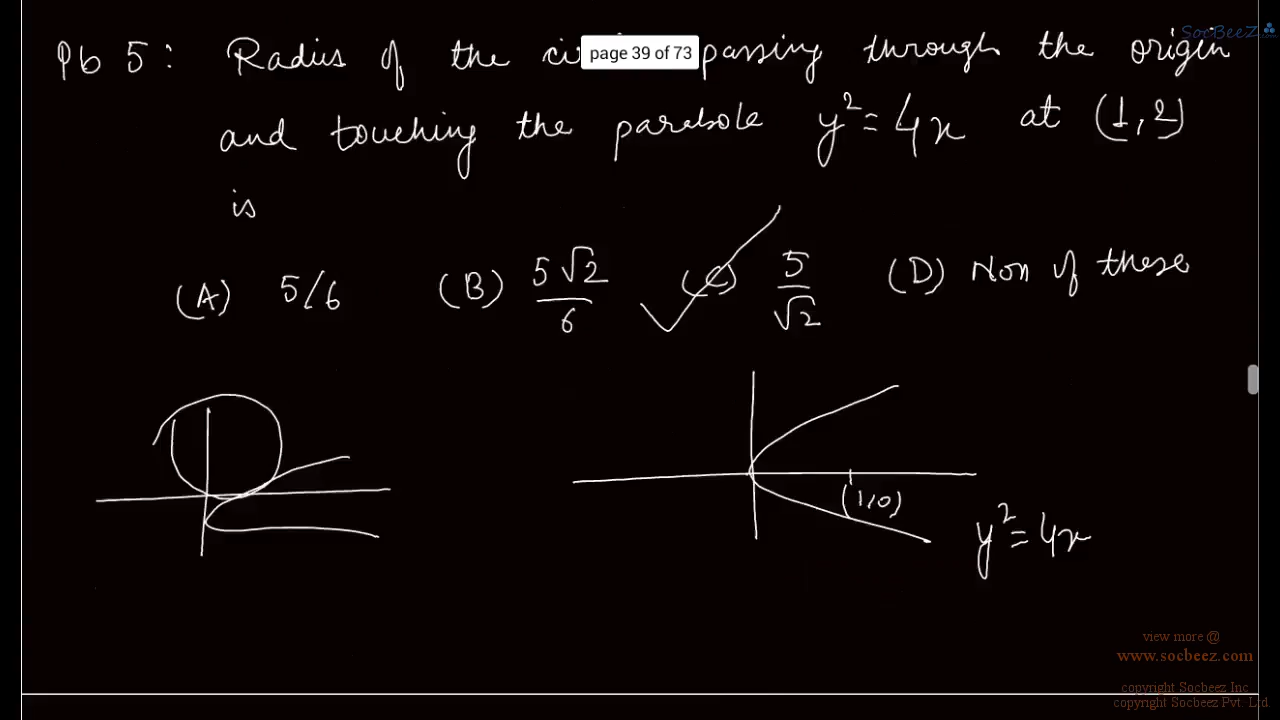 SocBeeZ
Pb 5 : Radius of the passing through the origin
page 39 of 73
and touching the parabole y² = 4x at (1, 2)
is
(A) 5/6 (B) 5√2/6 (C) 5/√2 (D) Non of these
(1,0)
y² = 4x
view more @
www.socbeez.com
copyright Socbeez Inc
copyright Socbeez Pvt. Ltd